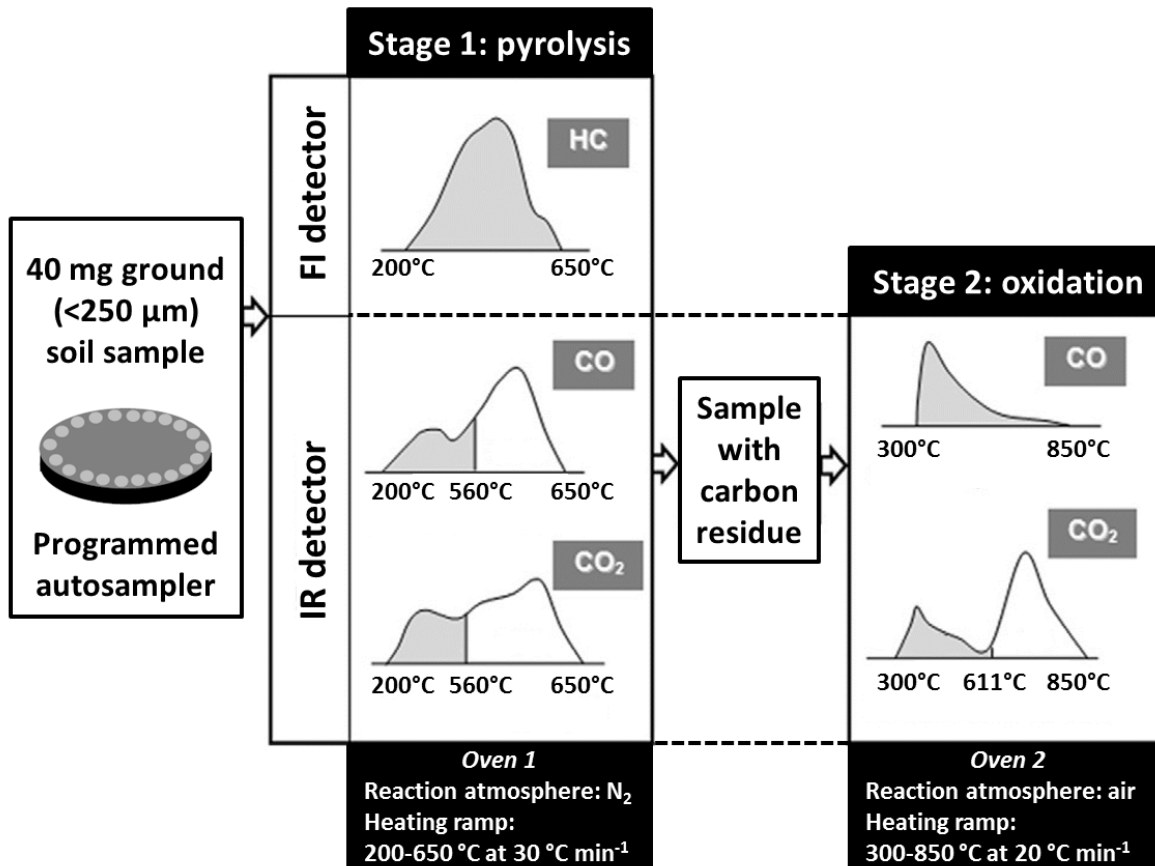 Stage 1: pyrolysis
FI detector
HC
200°C 650°C
40 mg ground
(<250 µm)
soil sample
Programmed
autosampler
IR detector
CO
200°C 560°C 650°C
CO₂
200°C 560°C 650°C
Oven 1
Reaction atmosphere: N₂
Heating ramp:
200-650 °C at 30 °C min⁻¹
Sample
with
carbon
residue
Stage 2: oxidation
CO
300°C 850°C
CO₂
300°C 611°C 850°C
Oven 2
Reaction atmosphere: air
Heating ramp:
300-850 °C at 20 °C min⁻¹